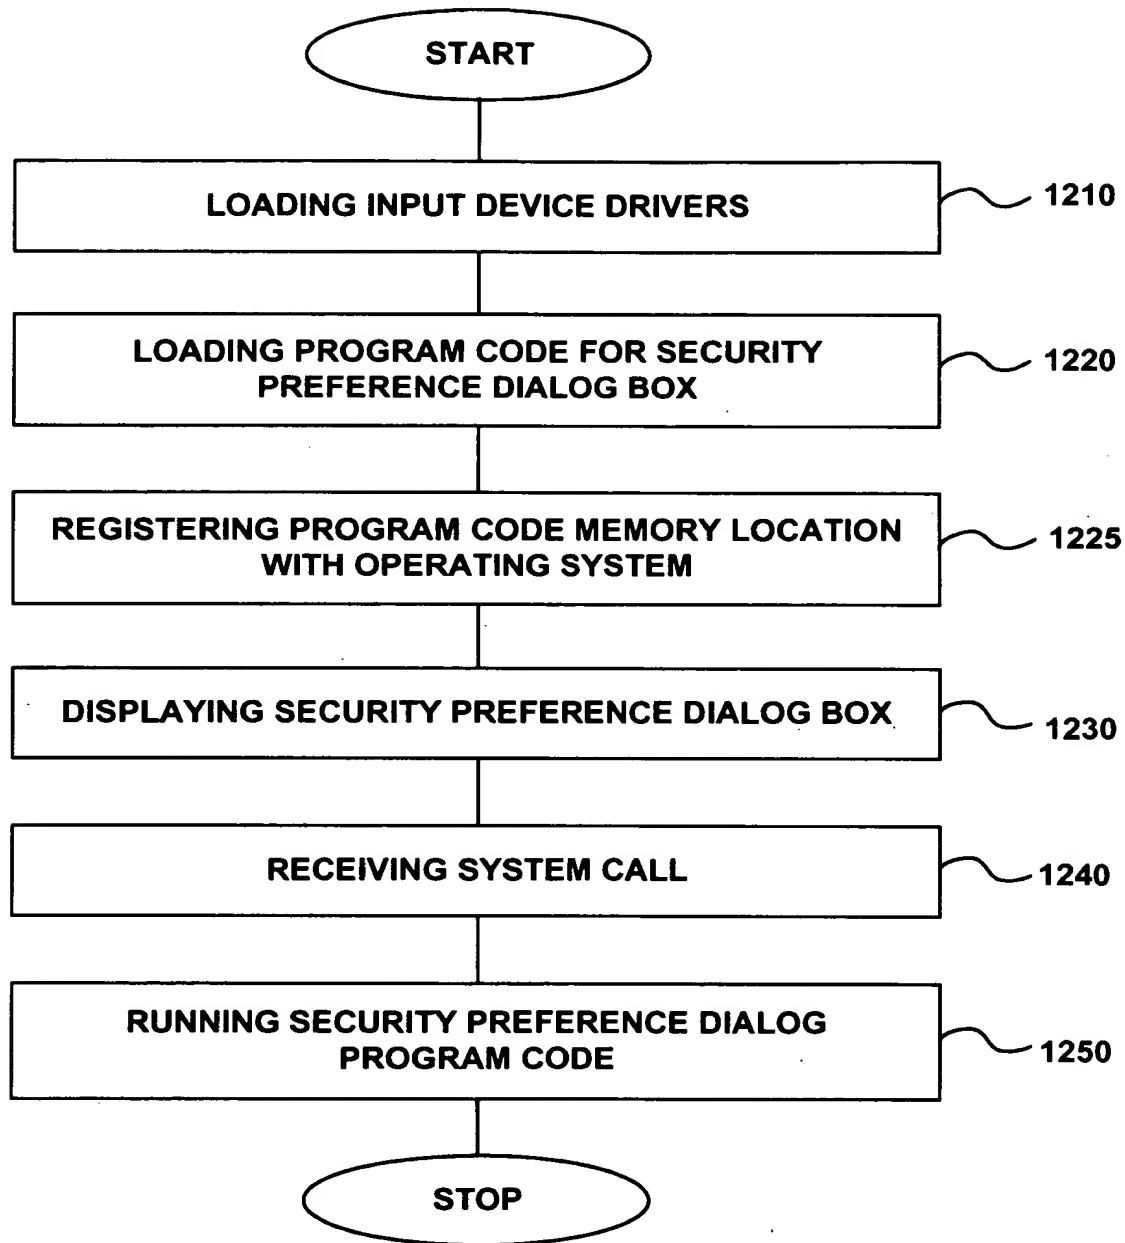 START
LOADING INPUT DEVICE DRIVERS
1210
LOADING PROGRAM CODE FOR SECURITY
PREFERENCE DIALOG BOX
1220
REGISTERING PROGRAM CODE MEMORY LOCATION
WITH OPERATING SYSTEM
1225
DISPLAYING SECURITY PREFERENCE DIALOG BOX
1230
RECEIVING SYSTEM CALL
1240
RUNNING SECURITY PREFERENCE DIALOG
PROGRAM CODE
1250
STOP